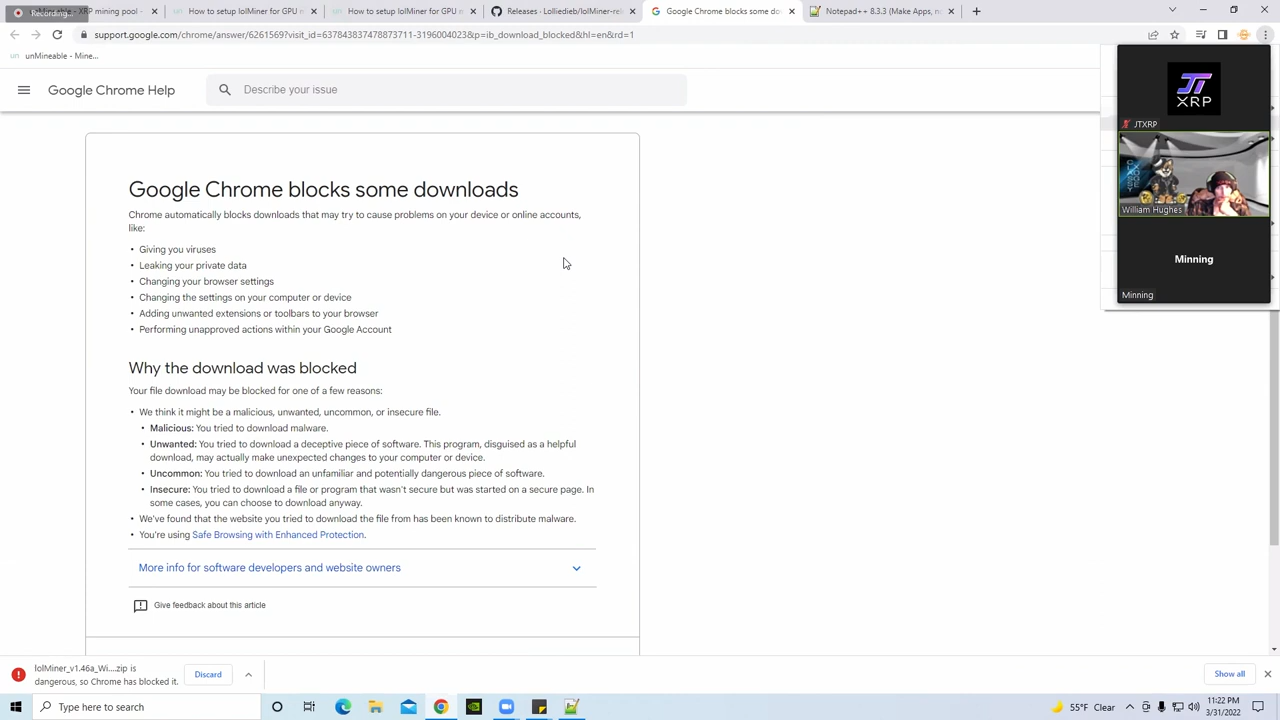 Recording...
XRP mining pool -
How to setup lolMiner for GPU m
How to setup lolMiner for GPU m
Releases · Lolliedieb/lolMiner-rele
Google Chrome blocks some down
Notepad++ 8.3.3 (Make Apps, no
support.google.com/chrome/answer/6261569?visit_id=637843837478873711-3196004023&p=ib_download_blocked&hl=en&rd=1
unMineable - Mine...
Google Chrome Help
Describe your issue
JT
XRP
JTXRP
William Hughes
Minning
Minning
Google Chrome blocks some downloads
Chrome automatically blocks downloads that may try to cause problems on your device or online accounts,
like:
• Giving you viruses
• Leaking your private data
• Changing your browser settings
• Changing the settings on your computer or device
• Adding unwanted extensions or toolbars to your browser
• Performing unapproved actions within your Google Account
Why the download was blocked
Your file download may be blocked for one of a few reasons:
• We think it might be a malicious, unwanted, uncommon, or insecure file.
• Malicious: You tried to download malware.
• Unwanted: You tried to download a deceptive piece of software. This program, disguised as a helpful
download, may actually make unexpected changes to your computer or device.
• Uncommon: You tried to download an unfamiliar and potentially dangerous piece of software.
• Insecure: You tried to download a file or program that wasn't secure but was started on a secure page. In
some cases, you can choose to download anyway.
• We've found that the website you tried to download the file from has been known to distribute malware.
• You're using Safe Browsing with Enhanced Protection.
More info for software developers and website owners
Give feedback about this article
lolMiner_v1.46a_Wi....zip is
dangerous, so Chrome has blocked it.
Discard
Show all
Type here to search
55°F Clear
11:22 PM
3/31/2022